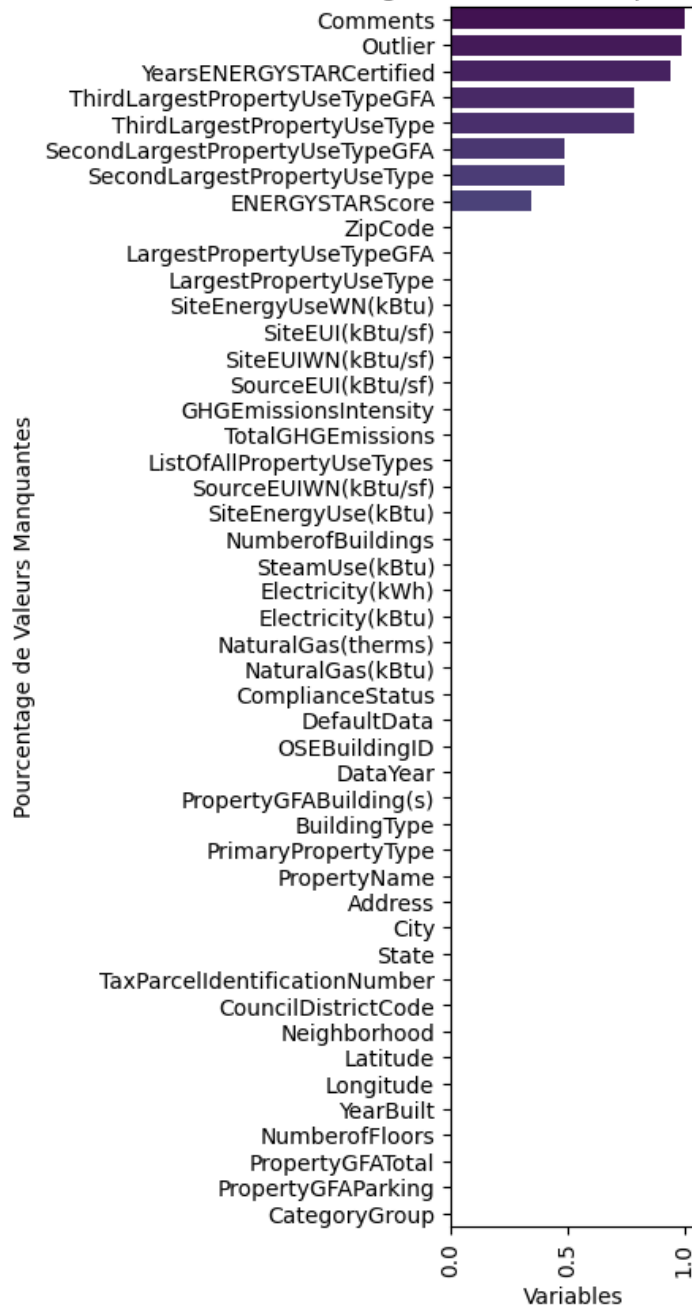 Comments
Outlier
YearsENERGYSTARCertified
ThirdLargestPropertyUseTypeGFA
ThirdLargestPropertyUseType
SecondLargestPropertyUseTypeGFA
SecondLargestPropertyUseType
ENERGYSTARScore
ZipCode
LargestPropertyUseTypeGFA
LargestPropertyUseType
SiteEnergyUseWN(kBtu)
SiteEUI(kBtu/sf)
SiteEUIWN(kBtu/sf)
SourceEUI(kBtu/sf)
GHGEmissionsIntensity
TotalGHGEmissions
ListOfAllPropertyUseTypes
SourceEUIWN(kBtu/sf)
SiteEnergyUse(kBtu)
NumberofBuildings
SteamUse(kBtu)
Electricity(kWh)
Electricity(kBtu)
NaturalGas(therms)
NaturalGas(kBtu)
ComplianceStatus
DefaultData
OSEBuildingID
DataYear
PropertyGFABuilding(s)
BuildingType
PrimaryPropertyType
PropertyName
Address
City
State
TaxParcelIdentificationNumber
CouncilDistrictCode
Neighborhood
Latitude
Longitude
YearBuilt
NumberofFloors
PropertyGFATotal
PropertyGFAParking
CategoryGroup
Pourcentage de Valeurs Manquantes
0.0
0.5
1.0
Variables